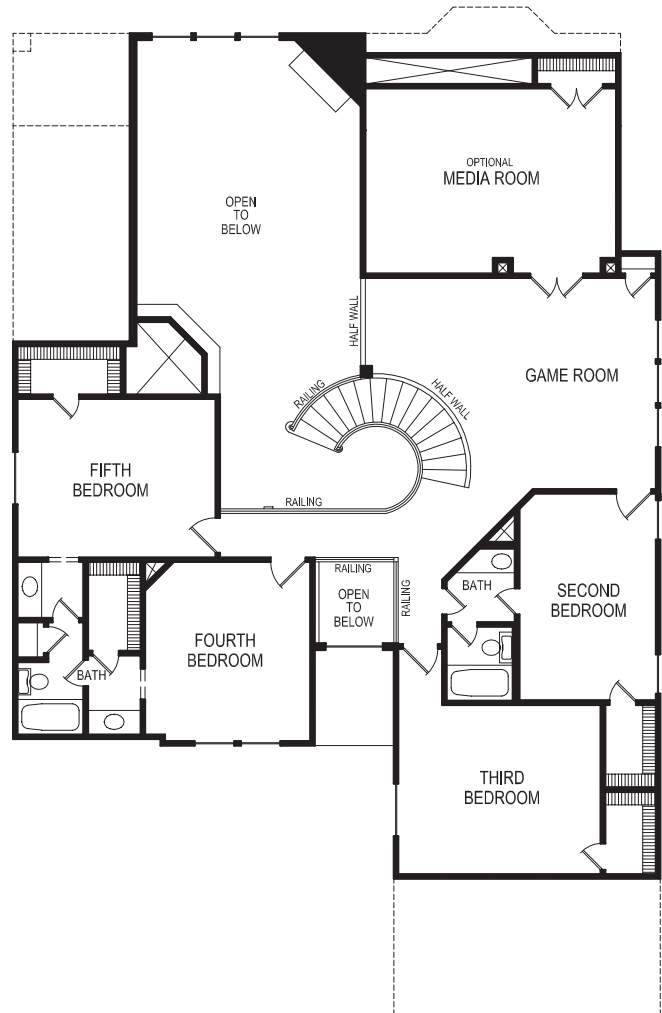 OPTIONAL
MEDIA ROOM
OPEN
TO
BELOW
HALF WALL
GAME ROOM
RAILING
HALF WALL
FIFTH
BEDROOM
RAILING
RAILING
OPEN
TO
BELOW
RAILING
BATH
SECOND
BEDROOM
FOURTH
BEDROOM
BATH
THIRD
BEDROOM